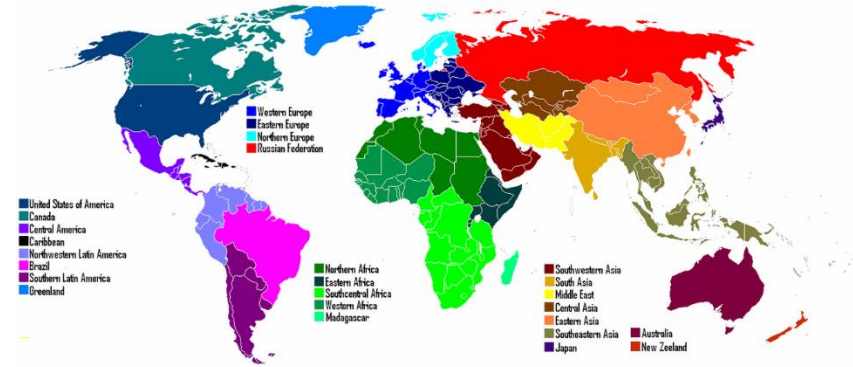 Western Europe
Eastern Europe
Northern Europe
Russian Federation
United States of America
Canada
Central America
Caribbean
Northwestern Latin America
Brazil
Southern Latin America
Greenland
Northern Africa
Eastern Africa
Southcentral Africa
Western Africa
Madagascar
Southwestern Asia
South Asia
Middle East
Central Asia
Eastern Asia
Southeastern Asia
Japan
Australia
New Zeeland